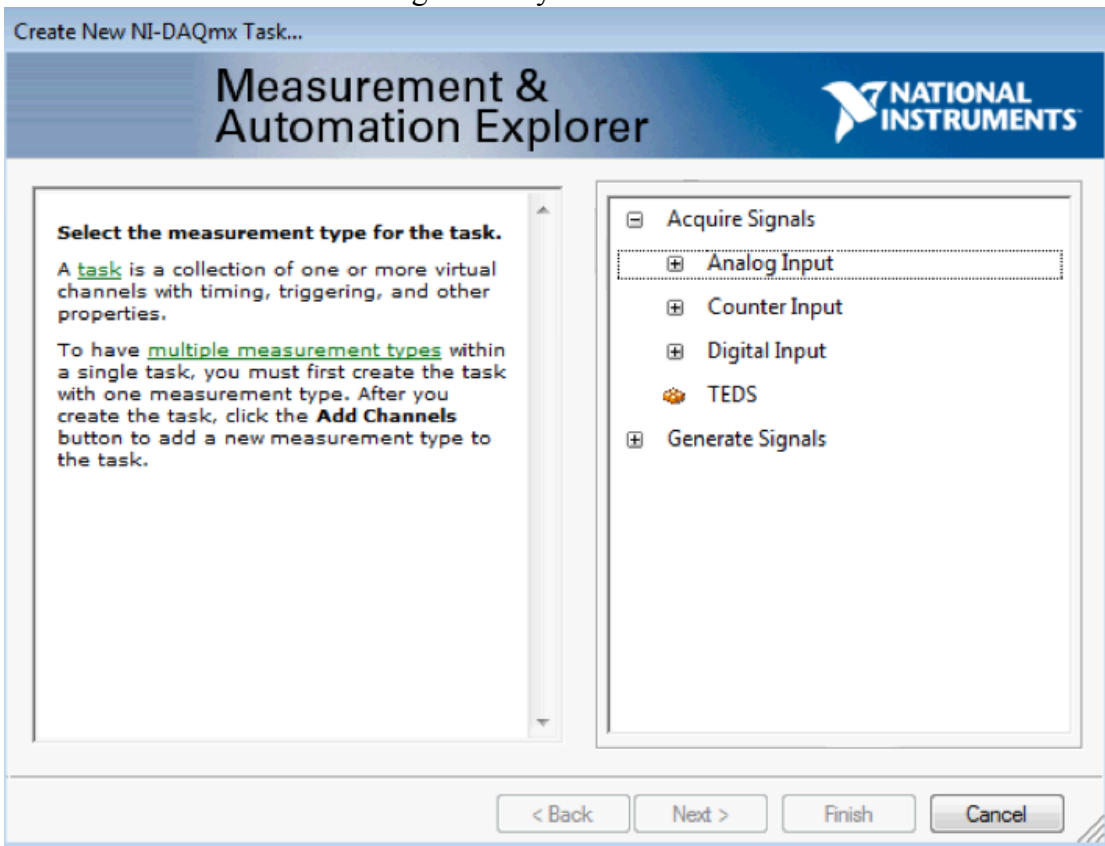 Create New NI-DAQmx Task...
Measurement &
Automation Explorer
NATIONAL
INSTRUMENTS
Select the measurement type for the task.
A task is a collection of one or more virtual
channels with timing, triggering, and other
properties.
To have multiple measurement types within
a single task, you must first create the task
with one measurement type. After you
create the task, click the Add Channels
button to add a new measurement type to
the task.
Acquire Signals
Analog Input
Counter Input
Digital Input
TEDS
Generate Signals
< Back
Next >
Finish
Cancel